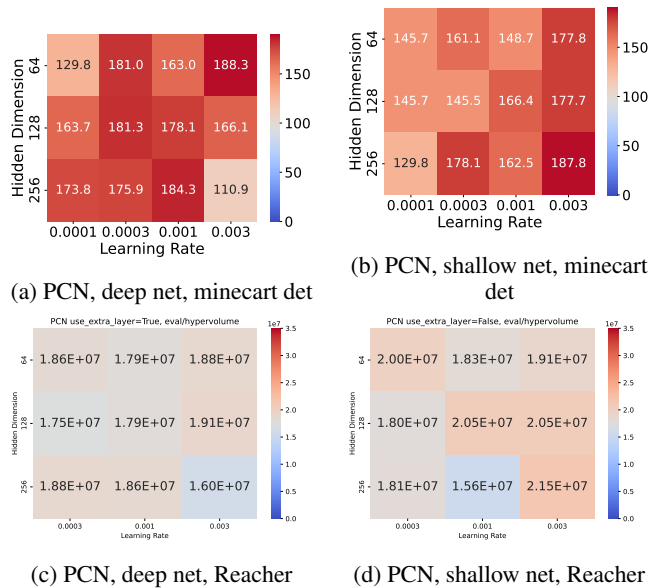 129.8 181.0 163.0 188.3
163.7 181.3 178.1 166.1
173.8 175.9 184.3 110.9
64
128
256
Hidden Dimension
0.0001 0.0003 0.001 0.003
Learning Rate
150
100
50
0
(a) PCN, deep net, minecart det
145.7 161.1 148.7 177.8
145.7 145.5 166.4 177.7
129.8 178.1 162.5 187.8
64
128
256
Hidden Dimension
0.0001 0.0003 0.001 0.003
Learning Rate
150
100
50
0
(b) PCN, shallow net, minecart
det
PCN use_extra_layer=True, eval/hypervolume
1.86E+07 1.79E+07 1.88E+07
1.75E+07 1.79E+07 1.91E+07
1.88E+07 1.86E+07 1.60E+07
64
128
256
Hidden Dimension
0.0003 0.001 0.003
Learning Rate
1e7
3.5
3.0
2.5
2.0
1.5
1.0
0.5
0.0
(c) PCN, deep net, Reacher
PCN use_extra_layer=False, eval/hypervolume
2.00E+07 1.83E+07 1.91E+07
1.80E+07 2.05E+07 2.05E+07
1.81E+07 1.56E+07 2.15E+07
64
128
256
Hidden Dimension
0.0003 0.001 0.003
Learning Rate
1e7
3.5
3.0
2.5
2.0
1.5
1.0
0.5
0.0
(d) PCN, shallow net, Reacher